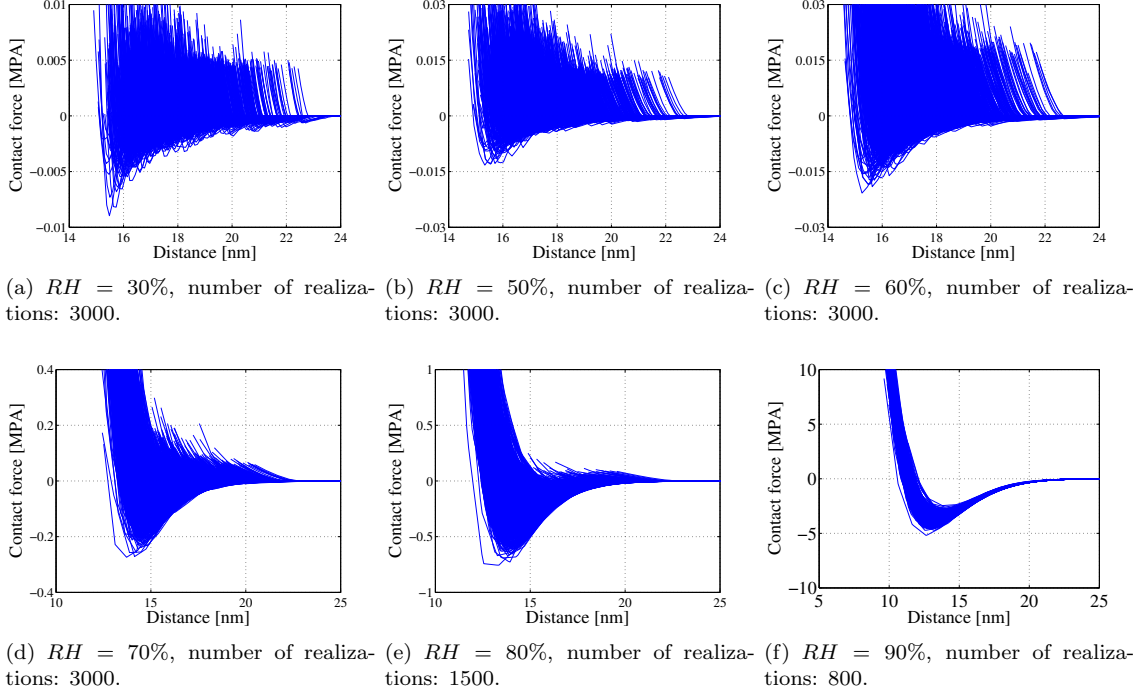 0.01
0.005
0
−0.005
−0.01
14 16 18 20 22 24
Contact force [MPA]
Distance [nm]
0.03
0.015
0
−0.015
−0.03
14 16 18 20 22 24
Contact force [MPA]
Distance [nm]
0.03
0.015
0
−0.015
−0.03
14 16 18 20 22 24
Contact force [MPA]
Distance [nm]
(a) RH = 30%, number of realiza-
tions: 3000.
(b) RH = 50%, number of realiza-
tions: 3000.
(c) RH = 60%, number of realiza-
tions: 3000.
0.4
0.2
0
−0.2
−0.4
10 15 20 25
Contact force [MPA]
Distance [nm]
1
0.5
0
−0.5
−1
10 15 20 25
Contact force [MPA]
Distance [nm]
10
5
0
−5
−10
5 10 15 20 25
Contact force [MPA]
Distance [nm]
(d) RH = 70%, number of realiza-
tions: 3000.
(e) RH = 80%, number of realiza-
tions: 1500.
(f) RH = 90%, number of realiza-
tions: 800.